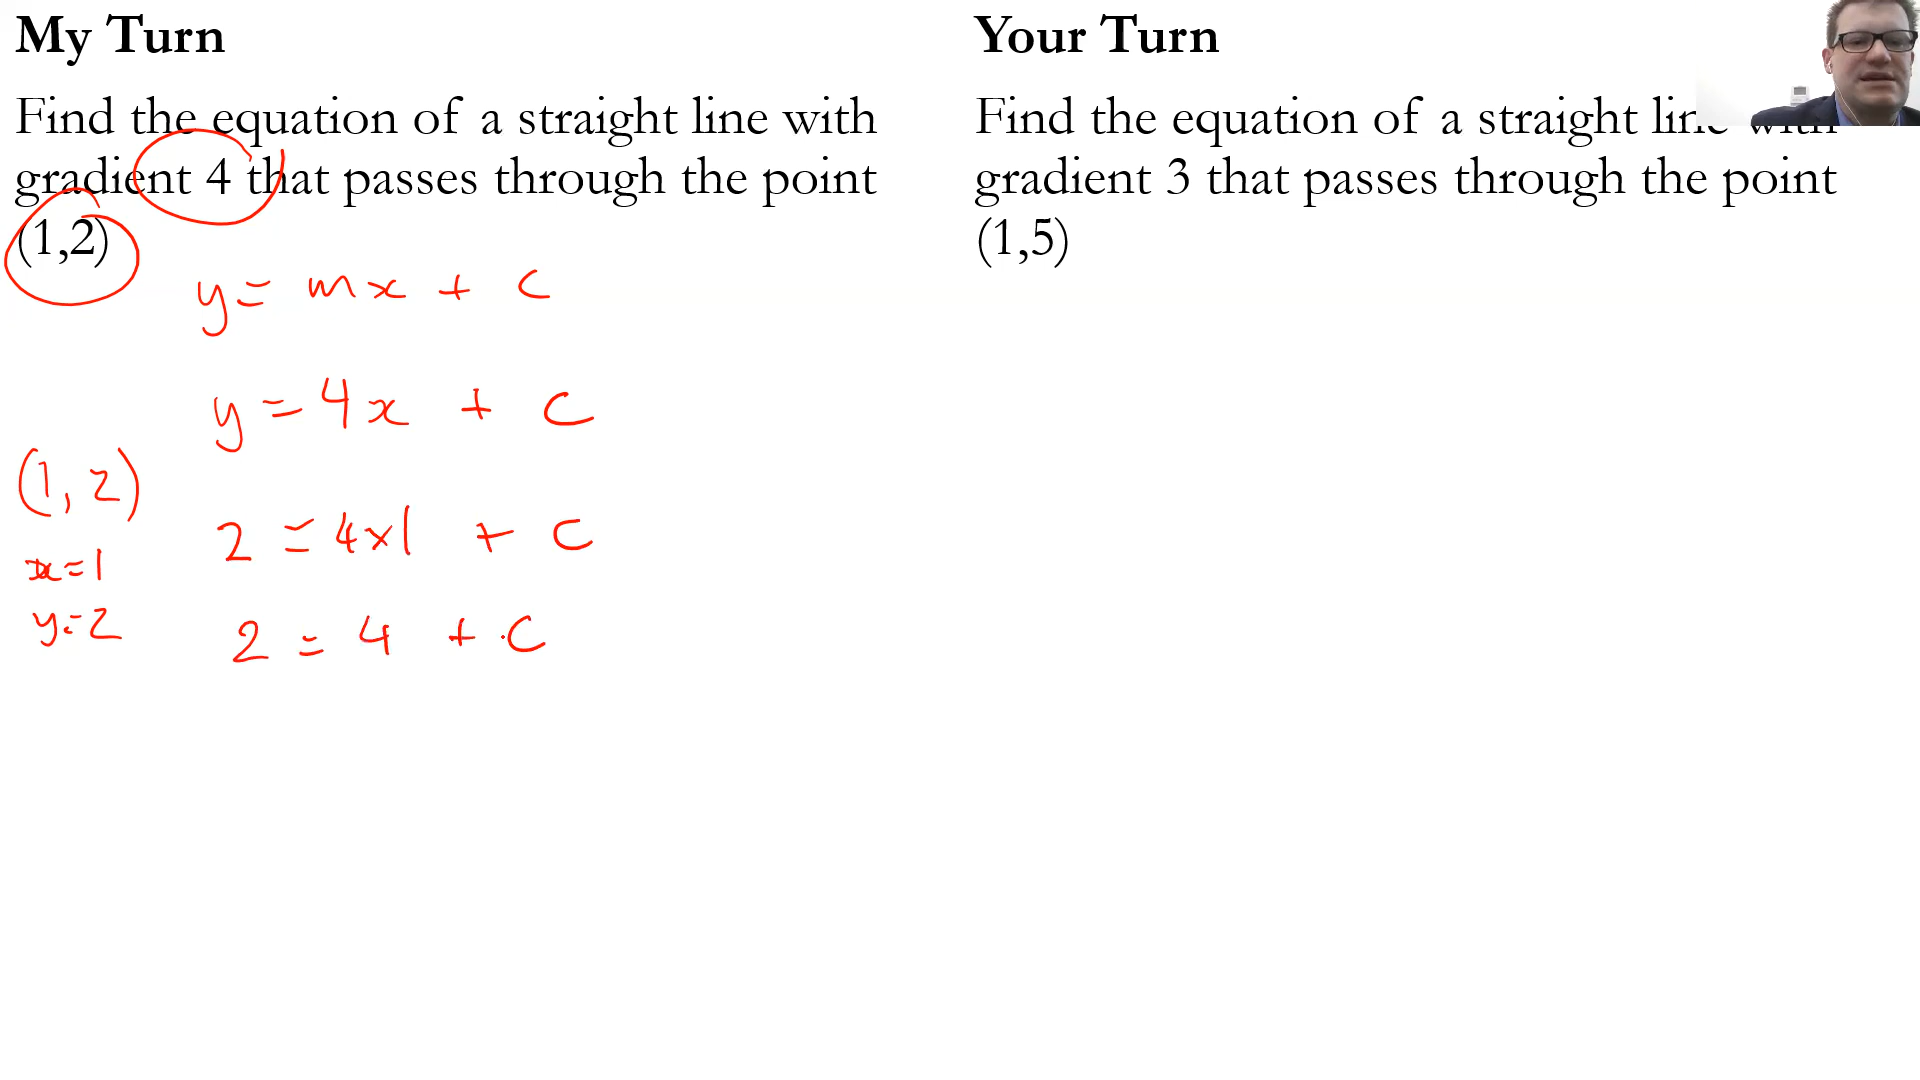 My Turn
Find the equation of a straight line with
gradient 4 that passes through the point
(1,2)
y = mx + c
y = 4x + c
(1, 2)
2 = 4×1 + c
x=1
y=2
2 = 4 + c
Your Turn
Find the equation of a straight line with
gradient 3 that passes through the point
(1,5)